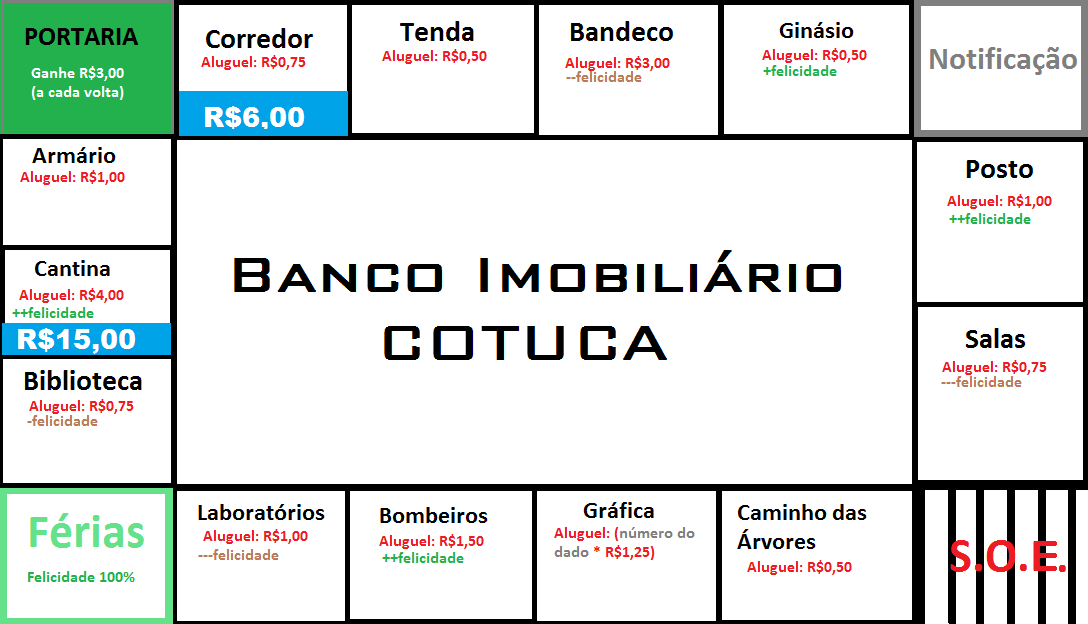 PORTARIA
Ganhe R$3,00
(a cada volta)
Corredor
Aluguel: R$0,75
R$6,00
Tenda
Aluguel: R$0,50
Bandeco
Aluguel: R$3,00
--felicidade
Ginásio
Aluguel: R$0,50
+felicidade
Notificação
Armário
Aluguel: R$1,00
Cantina
Aluguel: R$4,00
++felicidade
R$15,00
Biblioteca
Aluguel: R$0,75
-felicidade
BANCO IMOBILIÁRIO
COTUCA
Posto
Aluguel: R$1,00
++felicidade
Salas
Aluguel: R$0,75
---felicidade
Férias
Felicidade 100%
Laboratórios
Aluguel: R$1,00
---felicidade
Bombeiros
Aluguel: R$1,50
++felicidade
Gráfica
Aluguel: (número do
dado * R$1,25)
Caminho das
Árvores
Aluguel: R$0,50
S.O.E.